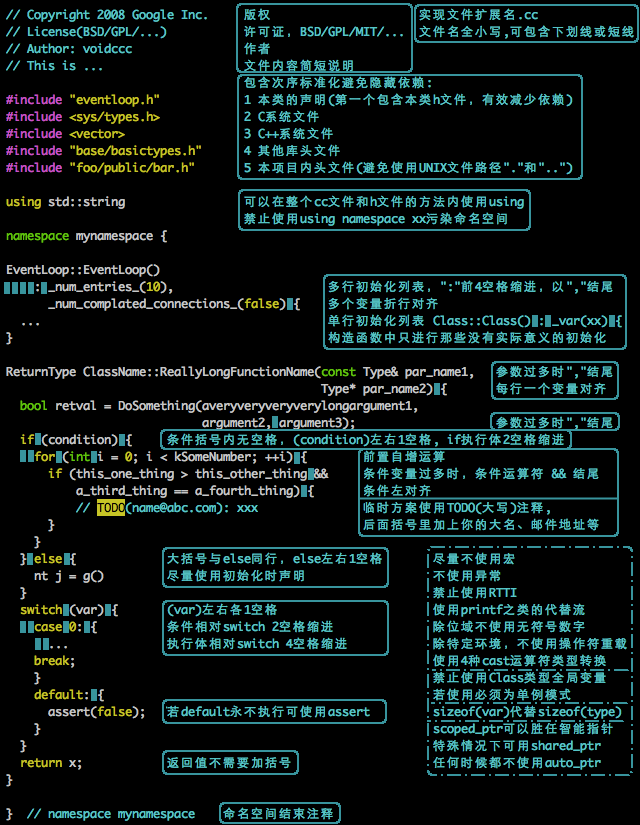 // Copyright 2008 Google Inc. 版权 实现文件扩展名.cc
// License(BSD/GPL/...) 许可证，BSD/GPL/MIT/... 文件名全小写,可包含下划线或短线
// Author: voidccc 作者
// This is ... 文件内容简短说明
包含次序标准化避免隐藏依赖:
#include "eventloop.h" 1 本类的声明(第一个包含本类h文件，有效减少依赖)
#include <sys/types.h> 2 C系统文件
#include <vector> 3 C++系统文件
#include "base/basictypes.h" 4 其他库头文件
#include "foo/public/bar.h" 5 本项目内头文件(避免使用UNIX文件路径"."和"..")
using std::string 可以在整个cc文件和h文件的方法内使用using
禁止使用using namespace xx污染命名空间
namespace mynamespace {
EventLoop::EventLoop()
: _num_entries_(10), 多行初始化列表，":"前4空格缩进，以","结尾
_num_complated_connections_(false) { 多个变量折行对齐
... 单行初始化列表 Class::Class() : _var(xx) {
} 构造函数中只进行那些没有实际意义的初始化
ReturnType ClassName::ReallyLongFunctionName(const Type& par_name1, 参数过多时","结尾
Type* par_name2) { 每行一个变量对齐
bool retval = DoSomething(averyveryveryverylongargument1,
argument2, argument3); 参数过多时","结尾
if (condition) { 条件括号内无空格，(condition)左右1空格，if执行体2空格缩进
for (int i = 0; i < kSomeNumber; ++i) { 前置自增运算
if (this_one_thing > this_other_thing && 条件变量过多时，条件运算符 && 结尾
a_third_thing == a_fourth_thing) { 条件左对齐
// TODO(name@abc.com): xxx 临时方案使用TODO(大写)注释，
} 后面括号里加上你的大名、邮件地址等
}
} else { 大括号与else同行，else左右1空格 尽量不使用宏
nt j = g() 尽量使用初始化时声明 不使用异常
} 禁止使用RTTI
switch (var) { (var)左右各1空格 使用printf之类的代替流
case 0: { 条件相对switch 2空格缩进 除位域不使用无符号数字
... 执行体相对switch 4空格缩进 除特定环境，不使用操作符重载
break; 使用4种cast运算符类型转换
} 禁止使用Class类型全局变量
default: { 若使用必须为单例模式
assert(false); 若default永不执行可使用assert sizeof(var)代替sizeof(type)
} scoped_ptr可以胜任智能指针
} 特殊情况下可用shared_ptr
return x; 返回值不需要加括号 任何时候都不使用auto_ptr
}
} // namespace mynamespace 命名空间结束注释